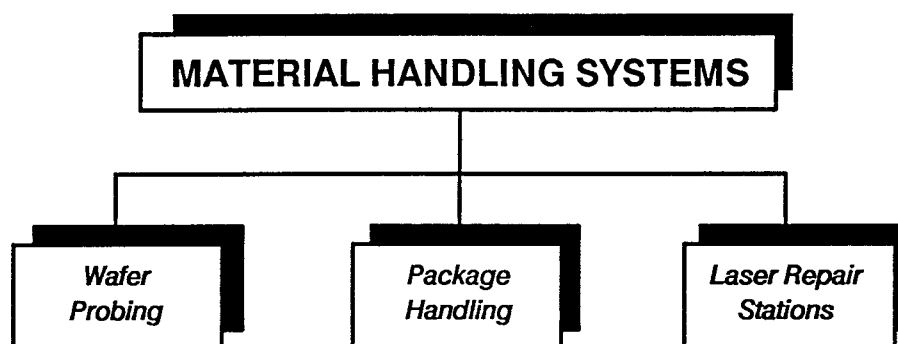 MATERIAL HANDLING SYSTEMS
Wafer
Probing
Package
Handling
Laser Repair
Stations